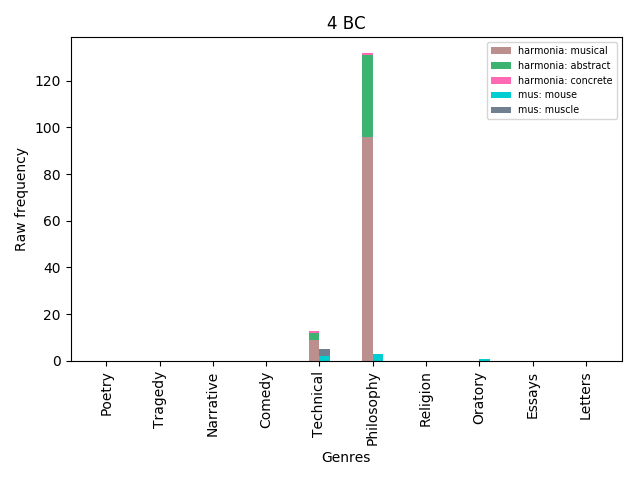 4 BC
harmonia: musical
harmonia: abstract
harmonia: concrete
mus: mouse
mus: muscle
Raw frequency
120
100
80
60
40
20
0
Poetry
Tragedy
Narrative
Comedy
Technical
Philosophy
Religion
Oratory
Essays
Letters
Genres